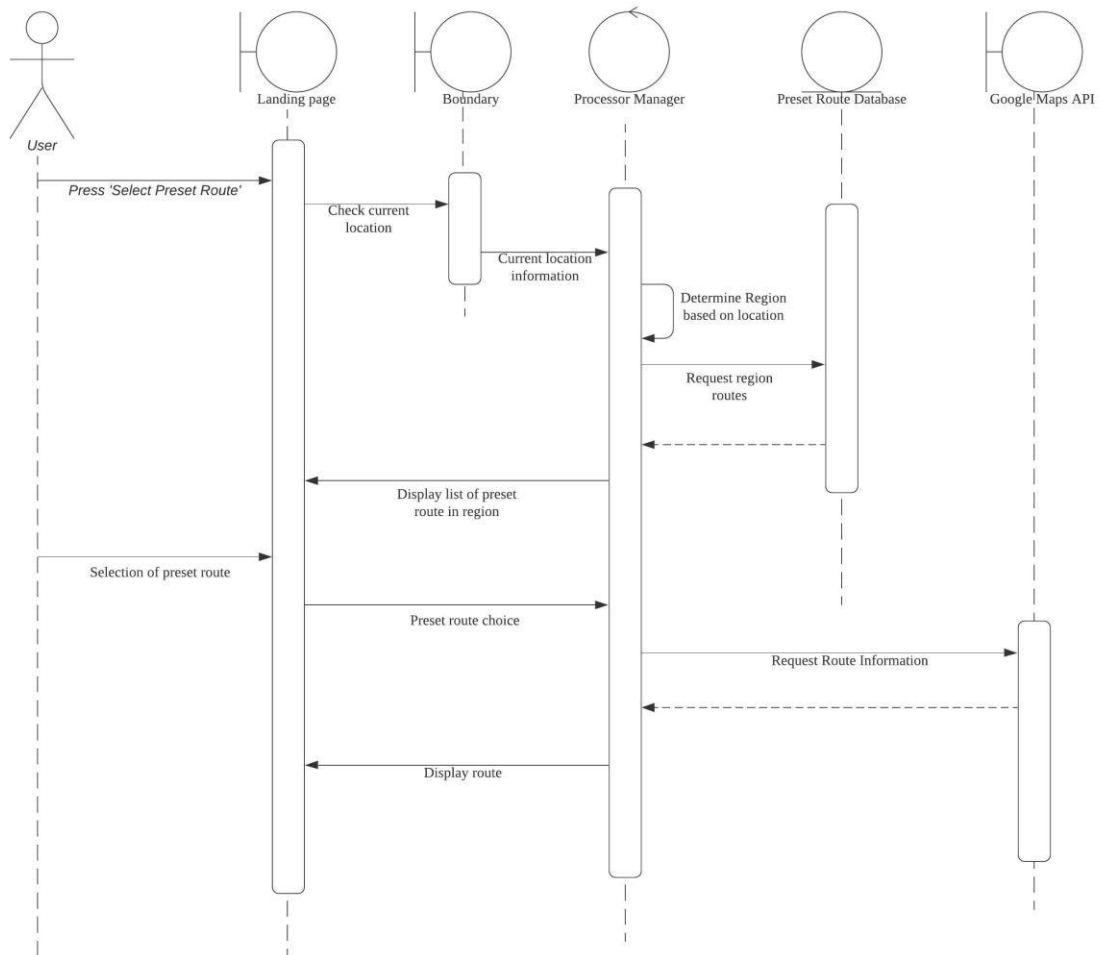 Landing page
Boundary
Processor Manager
Preset Route Database
Google Maps API
User
Press 'Select Preset Route'
Check current
location
Current location
information
Determine Region
based on location
Request region
routes
Display list of preset
route in region
Selection of preset route
Preset route choice
Request Route Information
Display route